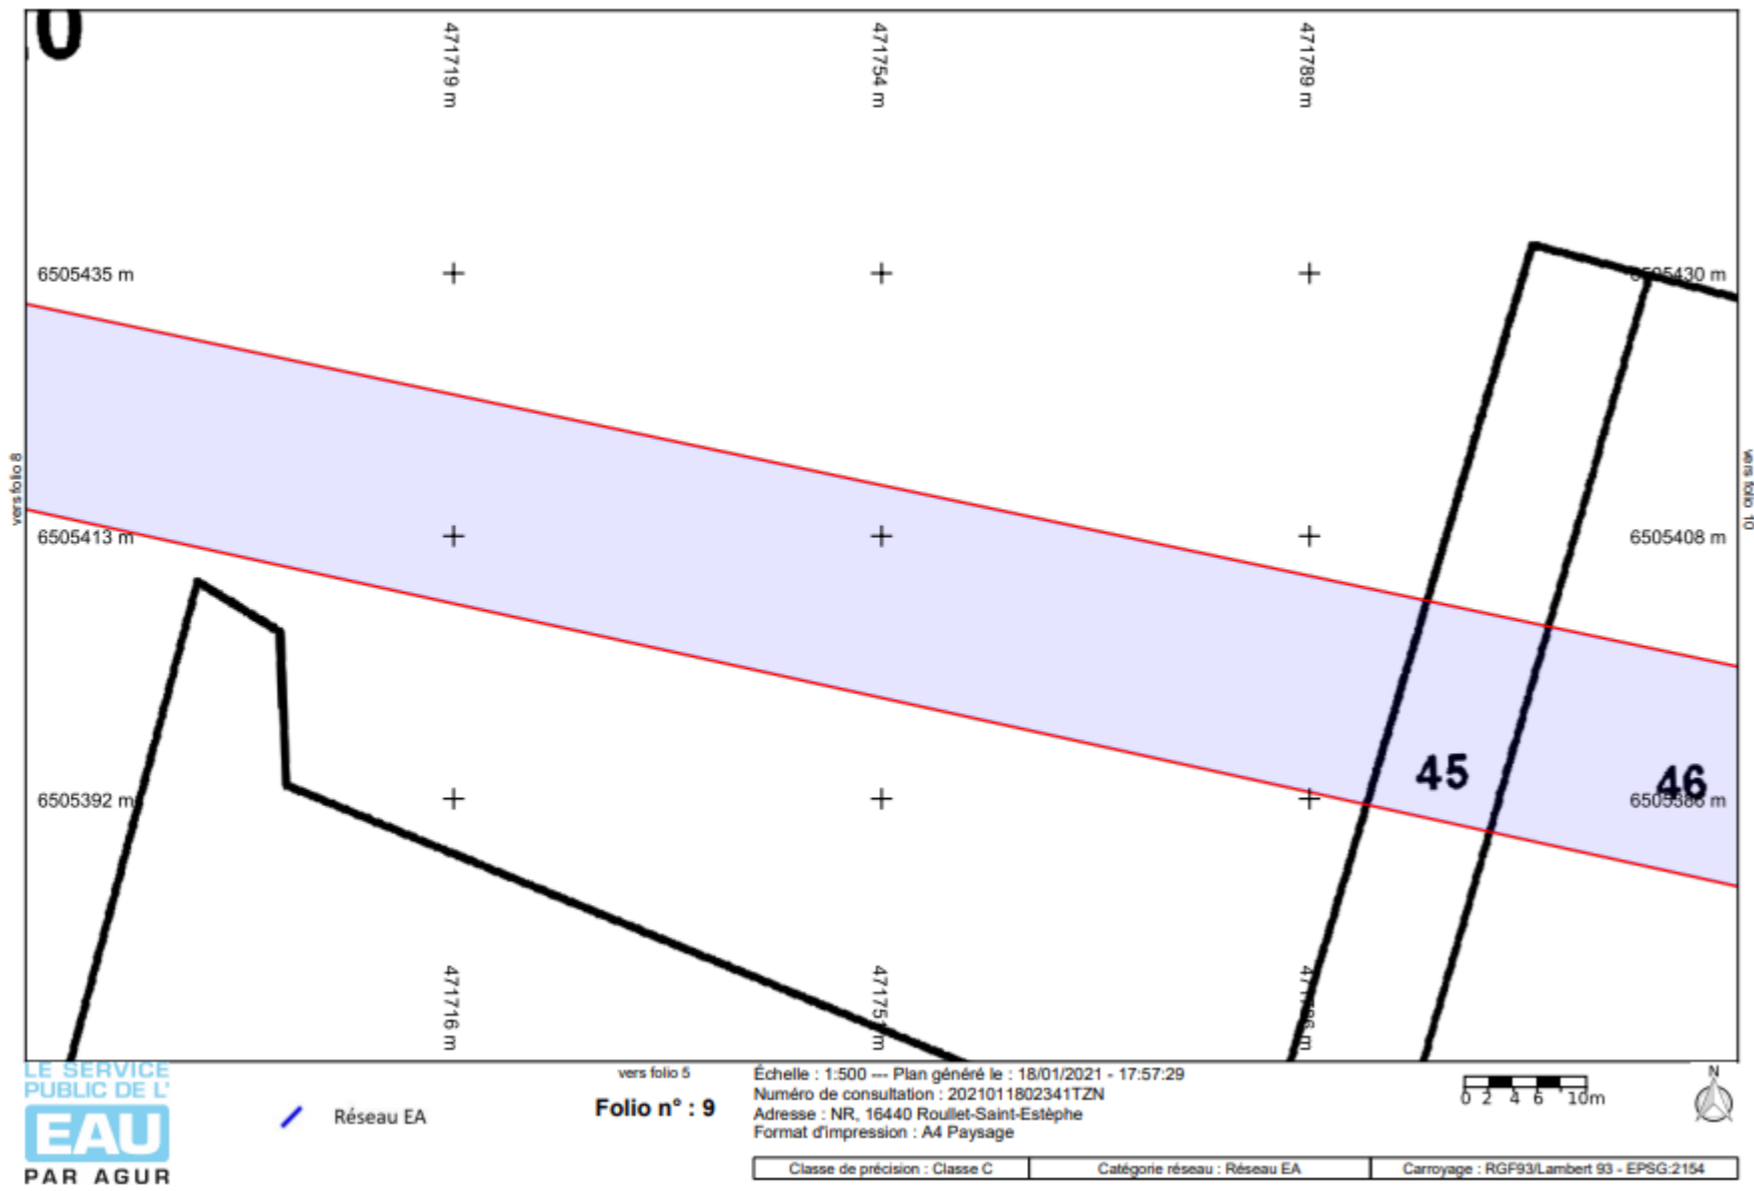 0
471719 m
471754 m
471789 m
6505435 m
6505430 m
vers folio 8
vers folio 10
6505413 m
6505408 m
45
46
6505392 m
6505386 m
471716 m
471751 m
m
LE SERVICE
PUBLIC DE L'
EAU
PAR AGUR
Réseau EA
vers folio 5
Folio n° : 9
Échelle : 1:500 --- Plan généré le : 18/01/2021 - 17:57:29
Numéro de consultation : 2021011802341TZN
Adresse : NR, 16440 Roullet-Saint-Estèphe
Format d'impression : A4 Paysage
0 2 4 6 10m
N
Classe de précision : Classe C
Catégorie réseau : Réseau EA
Carroyage : RGF93/Lambert 93 - EPSG:2154